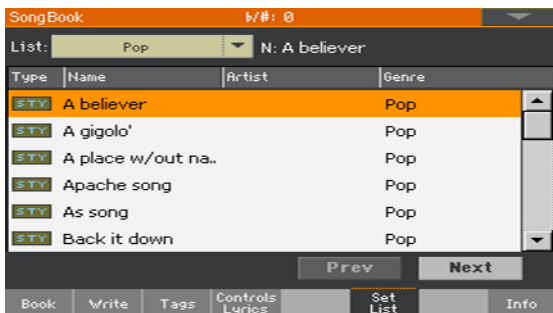 SongBook ♭/#: 0
List: Pop N: A believer
Type Name Artist Genre
STY A believer Pop
STY A gigolo' Pop
STY A place w/out na.. Pop
STY Apache song Pop
STY As song Pop
STY Back it down Pop
Prev Next
Book Write Tags Controls Lyrics Set List Info